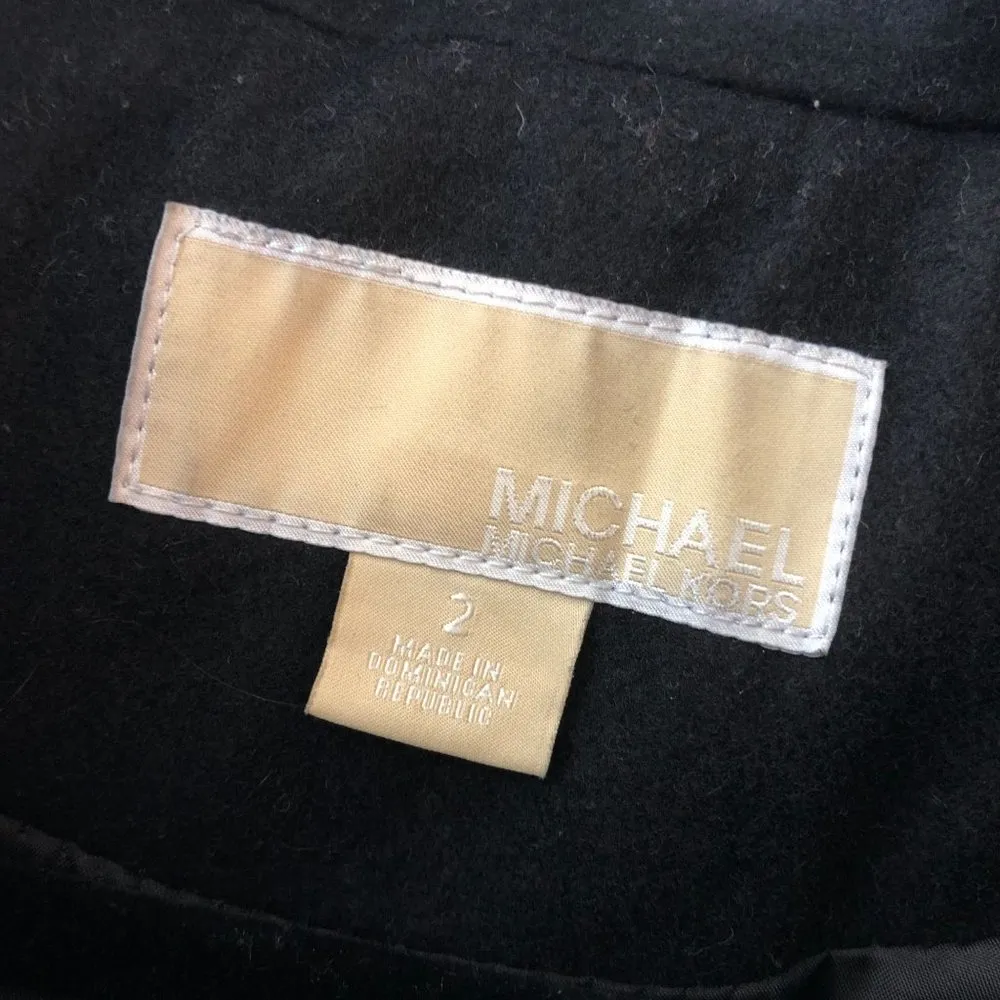 MICHAEL
MICHAEL KORS
2
MADE IN
DOMINICAN
REPUBLIC